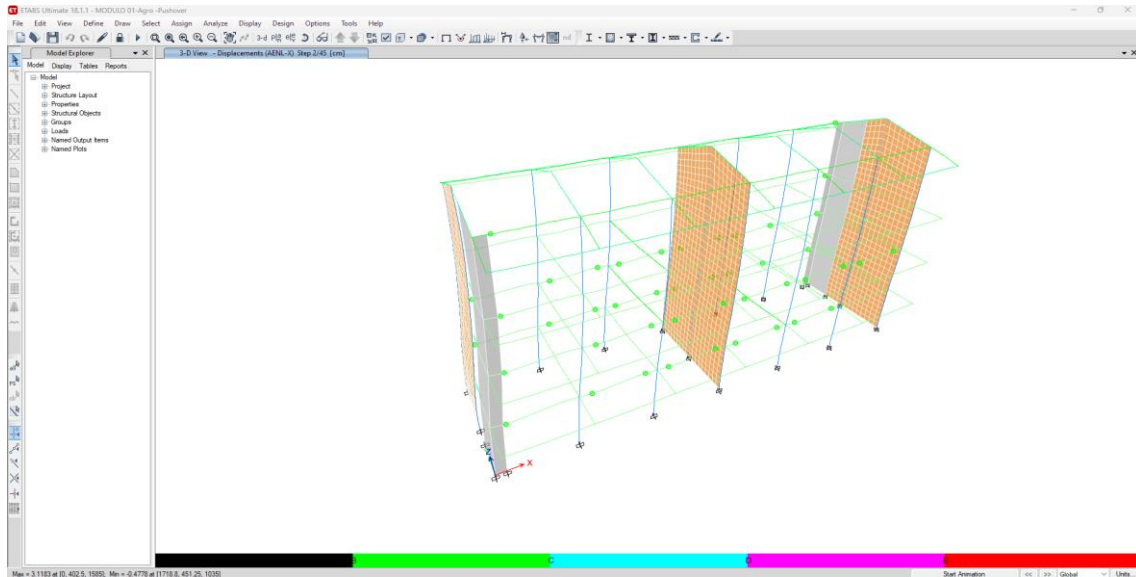 ETABS Ultimate 18.1.1 - MODULO 01-Agro - Pushover
File Edit View Define Draw Select Assign Analyze Display Design Options Tools Help
3-d
nd
Model Explorer
3-D View - Displacements (AENL-X) Step 2/45 [cm]
Model Display Tables Reports
Model
Project
Structure Layout
Properties
Structural Objects
Groups
Loads
Named Output Items
Named Plots
Z
X
B C D E
Max = 3.1183 at [0, 402.5, 1585]; Min = -0.4778 at [1718.8, 451.25, 1035]
Start Animation << >> Global Units...